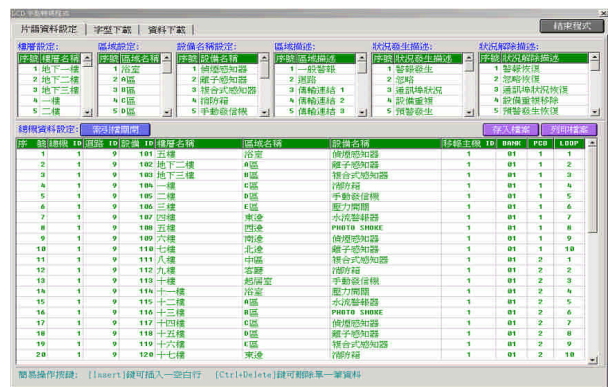 LCD 字型轉碼程式
片語資料設定 字型下載 資料下載 結束程式
樓層設定: 區域設定: 設備名稱設定: 區域描述: 狀況發生描述: 狀況解除描述:
序號 樓層名稱 序號 區域名稱 序號 設備名稱 序號 區域描述 序號 狀況發生描述 序號 狀況解除描述
1 地下一樓 1 浴室 1 偵煙感知器 1 一般警報 1 警報發生 1 警報恢復
2 地下二樓 2 A區 2 離子感知器 2 迴路 2 忽略 2 忽略恢復
3 地下三樓 3 B區 3 複合式感知器 3 傳輸連結 1 3 通訊埠狀況 3 通訊埠狀況恢復
4 一樓 4 C區 4 消防箱 4 傳輸連結 2 4 設備重複 4 設備重複移除
5 二樓 5 D區 5 手動發信機 5 傳輸連結 3 5 預警發生 5 預警發生恢復
總機資料設定: 索引檔關閉 存入檔案 列印檔案
序 號 總機 ID 迴路 ID 設備 ID 樓層名稱 區域名稱 設備名稱 移報主機 ID BANK PCB LOOP
1 1 9 101 五樓 浴室 偵煙感知器 1 01 1 1
2 1 9 102 地下二樓 A區 離子感知器 1 01 1 2
3 1 9 103 地下三樓 B區 複合式感知器 1 01 1 3
4 1 9 104 一樓 C區 消防箱 1 01 1 4
5 1 9 105 二樓 D區 手動發信機 1 01 1 5
6 1 9 106 三樓 E區 壓力開關 1 01 1 6
7 1 9 107 四樓 東邊 水流警報器 1 01 1 7
8 1 9 108 五樓 西邊 PHOTO SMOKE 1 01 1 8
9 1 9 109 六樓 南邊 偵煙感知器 1 01 1 9
10 1 9 110 七樓 北邊 離子感知器 1 01 1 10
11 1 9 111 八樓 中區 複合式感知器 1 01 2 1
12 1 9 112 九樓 客廳 消防箱 1 01 2 2
13 1 9 113 十樓 起居室 手動發信機 1 01 2 3
14 1 9 114 十一樓 浴室 壓力開關 1 01 2 4
15 1 9 115 十二樓 A區 水流警報器 1 01 2 5
16 1 9 116 十三樓 B區 PHOTO SMOKE 1 01 2 6
17 1 9 117 十四樓 C區 偵煙感知器 1 01 2 7
18 1 9 118 十五樓 D區 離子感知器 1 01 2 8
19 1 9 119 十六樓 E區 複合式感知器 1 01 2 9
20 1 9 120 十七樓 東邊 消防箱 1 01 2 10
簡易操作按鍵: [Insert]鍵可插入一空白行 [Ctrl+Delete]鍵可刪除單一筆資料